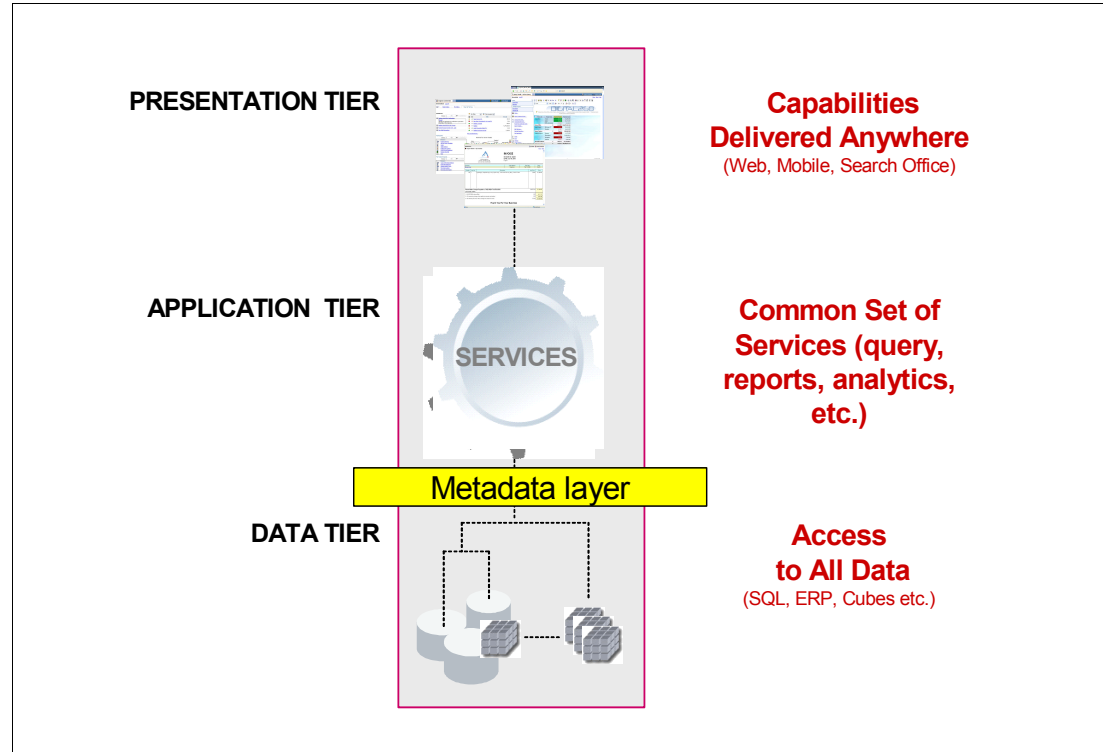 PRESENTATION TIER
Capabilities
Delivered Anywhere
(Web, Mobile, Search Office)
APPLICATION TIER
SERVICES
Common Set of
Services (query,
reports, analytics,
etc.)
Metadata layer
DATA TIER
Access
to All Data
(SQL, ERP, Cubes etc.)